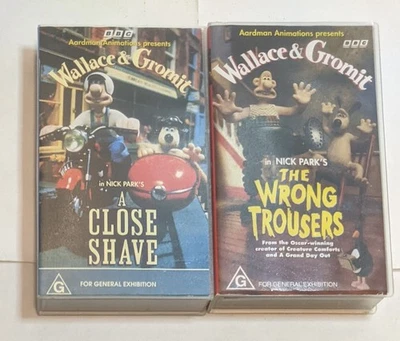 BBC
Aardman Animations presents
Wallace & Gromit
in NICK PARK'S
A
CLOSE
SHAVE
G
FOR GENERAL EXHIBITION
Aardman Animations presents
BBC
Wallace & Gromit
in NICK PARK'S
THE
WRONG
TROUSERS
From the Oscar-winning
creator of Creature Comforts
and A Grand Day Out
G
FOR GENERAL EXHIBITION